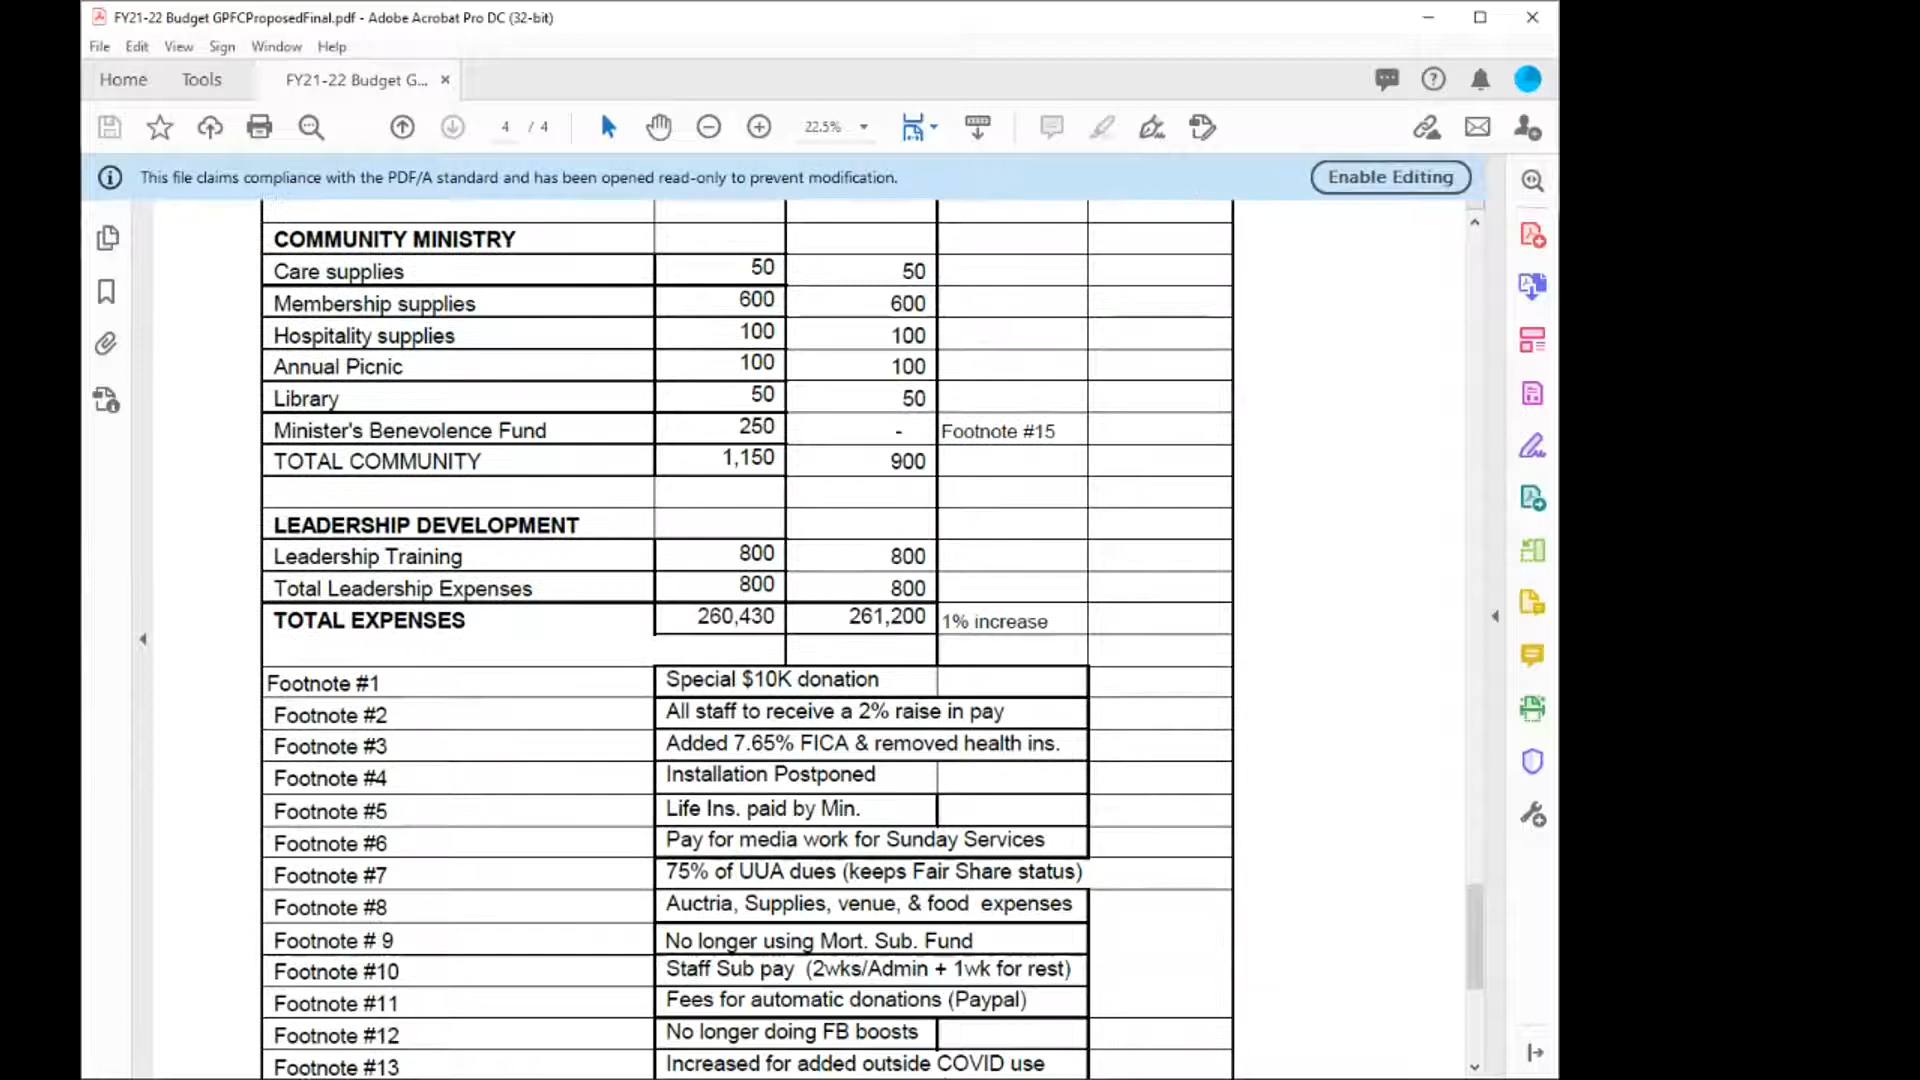 FY21-22 Budget GPFCProposedFinal.pdf - Adobe Acrobat Pro DC (32-bit)
File Edit View Sign Window Help
Home Tools FY21-22 Budget G... ×
4 / 4 22.5%
This file claims compliance with the PDF/A standard and has been opened read-only to prevent modification. Enable Editing
COMMUNITY MINISTRY
Care supplies 50 50
Membership supplies 600 600
Hospitality supplies 100 100
Annual Picnic 100 100
Library 50 50
Minister's Benevolence Fund 250 - Footnote #15
TOTAL COMMUNITY 1,150 900
LEADERSHIP DEVELOPMENT
Leadership Training 800 800
Total Leadership Expenses 800 800
TOTAL EXPENSES 260,430 261,200 1% increase
Footnote #1 Special $10K donation
Footnote #2 All staff to receive a 2% raise in pay
Footnote #3 Added 7.65% FICA & removed health ins.
Footnote #4 Installation Postponed
Footnote #5 Life Ins. paid by Min.
Footnote #6 Pay for media work for Sunday Services
Footnote #7 75% of UUA dues (keeps Fair Share status)
Footnote #8 Auctria, Supplies, venue, & food expenses
Footnote # 9 No longer using Mort. Sub. Fund
Footnote #10 Staff Sub pay (2wks/Admin + 1wk for rest)
Footnote #11 Fees for automatic donations (Paypal)
Footnote #12 No longer doing FB boosts
Footnote #13 Increased for added outside COVID use